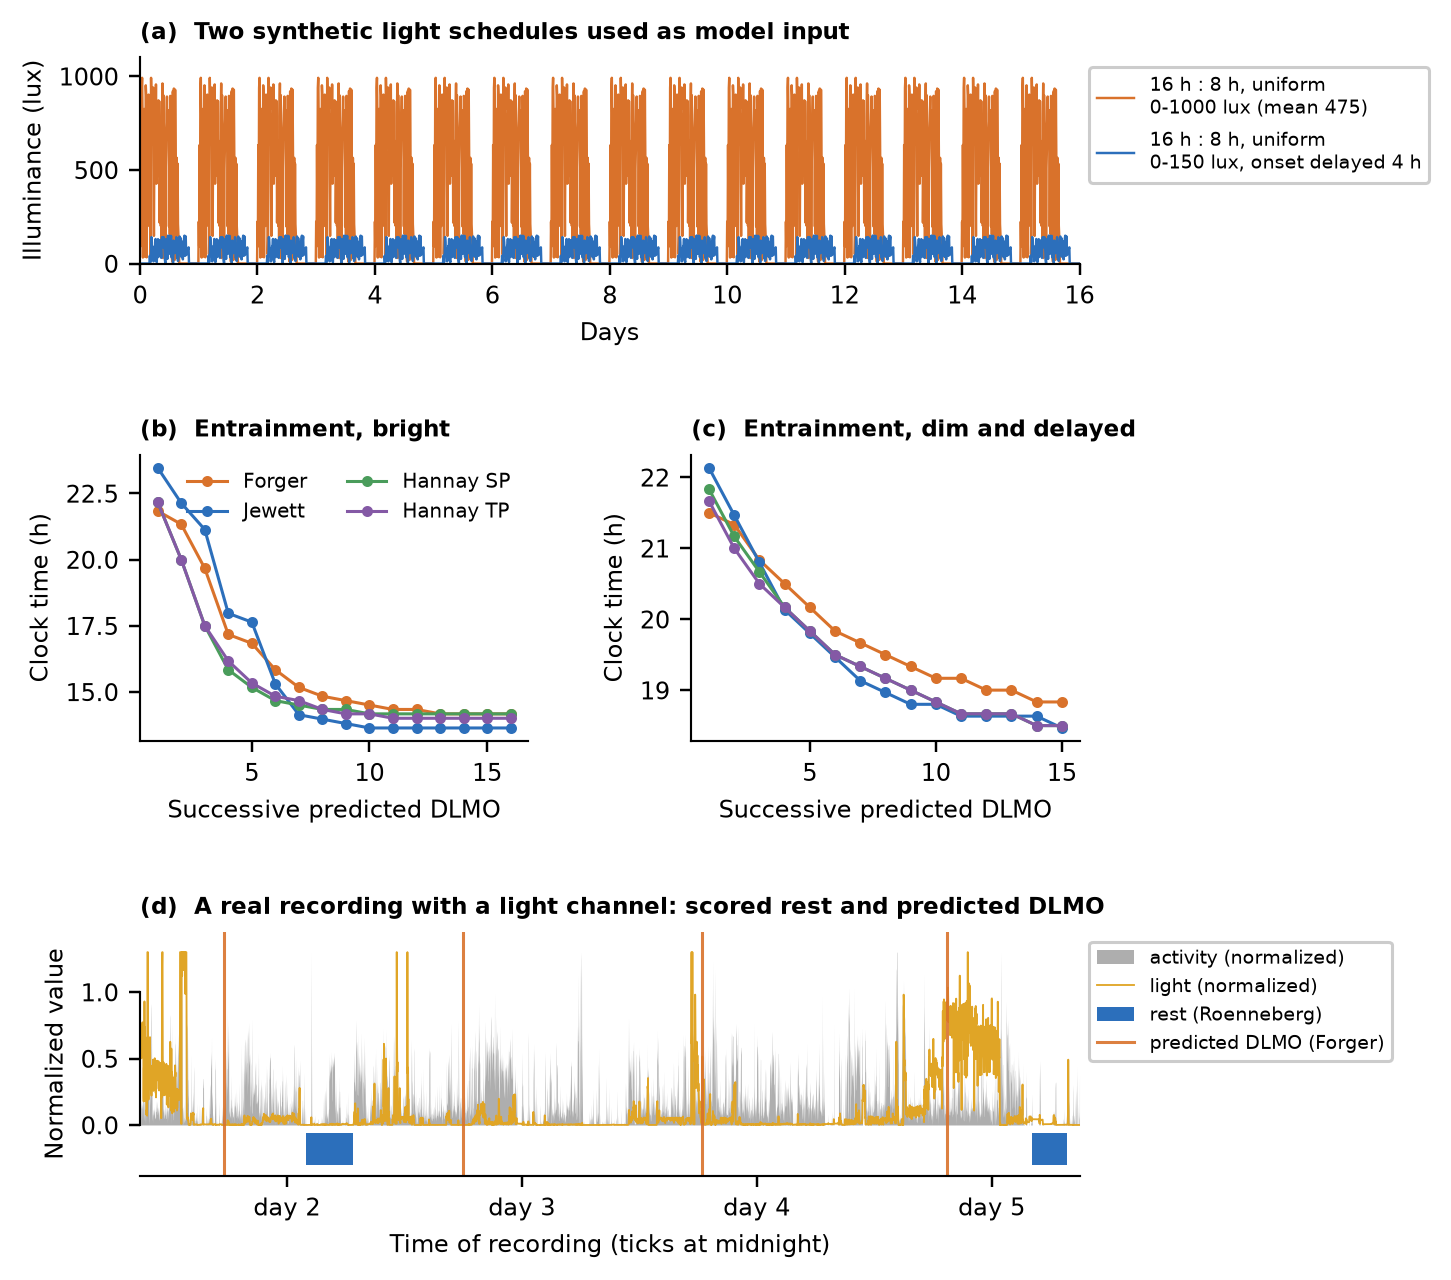 (a) Two synthetic light schedules used as model input
Illuminance (lux)
1000
500
0
0 2 4 6 8 10 12 14 16
Days
16 h : 8 h, uniform
0-1000 lux (mean 475)
16 h : 8 h, uniform
0-150 lux, onset delayed 4 h
(b) Entrainment, bright
Clock time (h)
22.5
20.0
17.5
15.0
Forger
Jewett
Hannay SP
Hannay TP
5 10 15
Successive predicted DLMO
(c) Entrainment, dim and delayed
Clock time (h)
22
21
20
19
5 10 15
Successive predicted DLMO
(d) A real recording with a light channel: scored rest and predicted DLMO
Normalized value
1.0
0.5
0.0
day 2 day 3 day 4 day 5
Time of recording (ticks at midnight)
activity (normalized)
light (normalized)
rest (Roenneberg)
predicted DLMO (Forger)